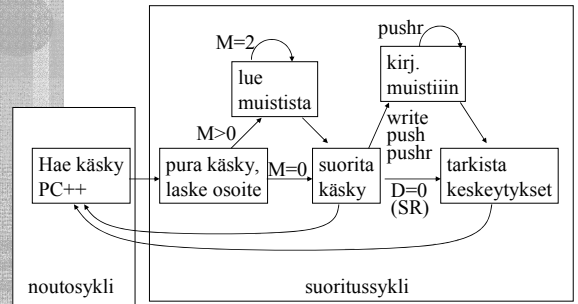 M=2
pushr
lue
muistista
kirj.
muistiiin
M>0
write
push
pushr
Hae käsky
PC++
pura käsky,
laske osoite
M=0
suorita
käsky
D=0
(SR)
tarkista
keskeytykset
noutosykli
suoritussykli